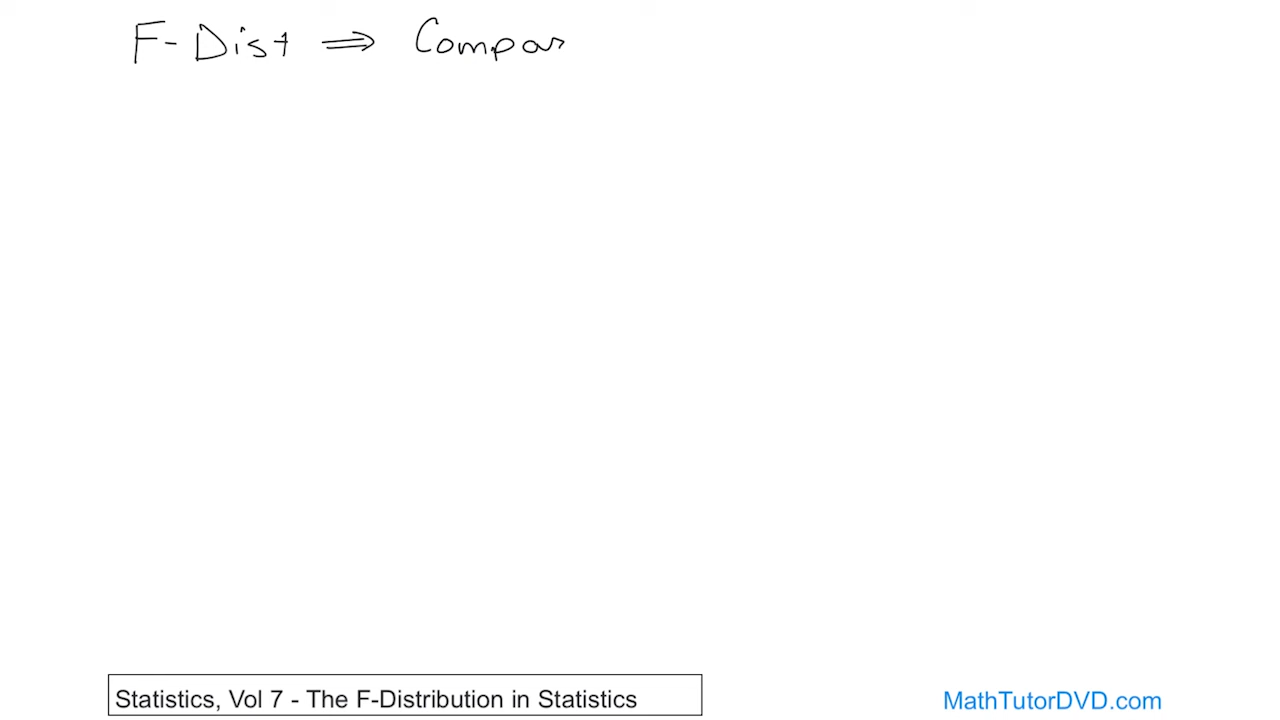 F-Dist ⇒ Compar
Statistics, Vol 7 - The F-Distribution in Statistics
MathTutorDVD.com